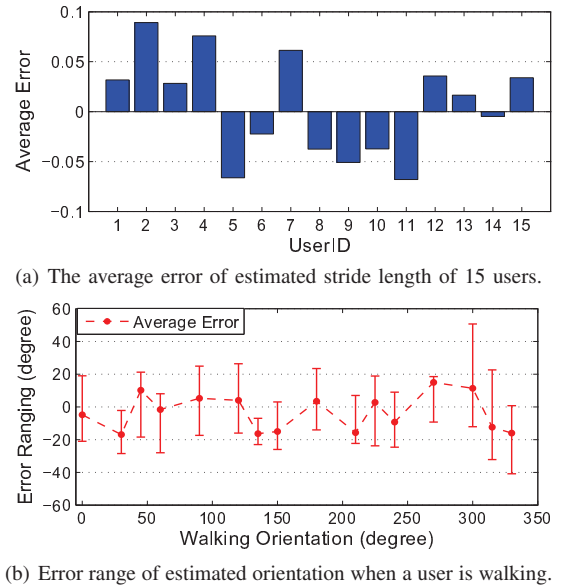 0.1
0.05
0
−0.05
−0.1
Average Error
1 2 3 4 5 6 7 8 9 10 11 12 13 14 15
UserID
(a) The average error of estimated stride length of 15 users.
60
40
20
0
−20
−40
−60
Error Ranging (degree)
Average Error
0 50 100 150 200 250 300 350
Walking Orientation (degree)
(b) Error range of estimated orientation when a user is walking.